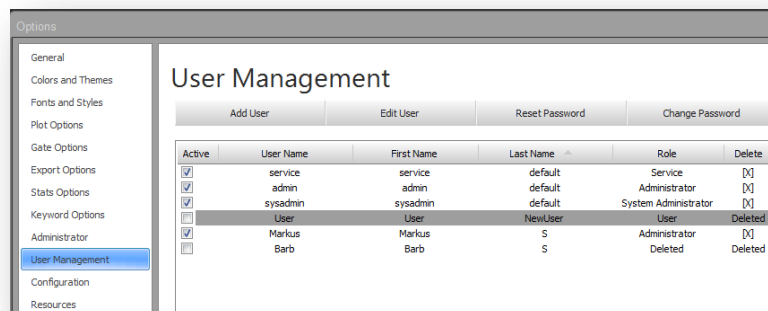 Options
General
Colors and Themes
Fonts and Styles
Plot Options
Gate Options
Export Options
Stats Options
Keyword Options
Administrator
User Management
Configuration
Resources
User Management
Add User Edit User Reset Password Change Password
Active User Name First Name Last Name Role Delete
service service default Service [X]
admin admin default Administrator [X]
sysadmin sysadmin default System Administrator [X]
User User NewUser User Deleted
Markus Markus S Administrator [X]
Barb Barb S Deleted Deleted